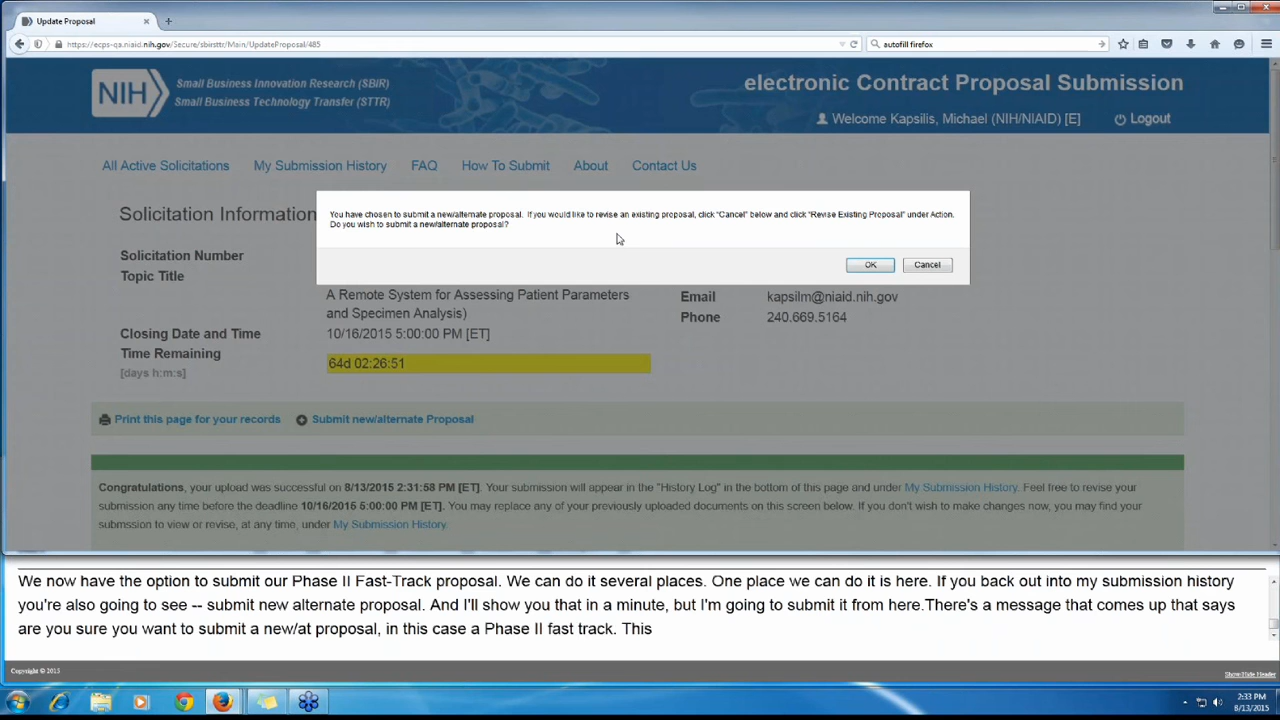 Update Proposal
https://ecps-qa.niaid.nih.gov/Secure/sbirsttr/Main/UpdateProposal/485
autofill firefox
NIH
Small Business Innovation Research (SBIR)
Small Business Technology Transfer (STTR)
electronic Contract Proposal Submission
Welcome Kapsilis, Michael (NIH/NIAID) [E]
Logout
All Active Solicitations
My Submission History
FAQ
How To Submit
About
Contact Us
Solicitation Information
You have chosen to submit a new/alternate proposal. If you would like to revise an existing proposal, click "Cancel" below and click "Revise Existing Proposal" under Action.
Do you wish to submit a new/alternate proposal?
OK
Cancel
Solicitation Number
Topic Title
A Remote System for Assessing Patient Parameters
and Specimen Analysis)
Email kapsilm@niaid.nih.gov
Phone 240.669.5164
Closing Date and Time 10/16/2015 5:00:00 PM [ET]
Time Remaining
[days h:m:s]
64d 02:26:51
Print this page for your records
Submit new/alternate Proposal
Congratulations, your upload was successful on 8/13/2015 2:31:58 PM [ET]. Your submission will appear in the "History Log" in the bottom of this page and under My Submission History. Feel free to revise your
submission any time before the deadline 10/16/2015 5:00:00 PM [ET]. You may replace any of your previously uploaded documents on this screen below. If you don't wish to make changes now, you may find your
submission to view or revise, at any time, under My Submission History.
We now have the option to submit our Phase II Fast-Track proposal. We can do it several places. One place we can do it is here. If you back out into my submission history
you're also going to see -- submit new alternate proposal. And I'll show you that in a minute, but I'm going to submit it from here.There's a message that comes up that says
are you sure you want to submit a new/at proposal, in this case a Phase II fast track. This
Copyright © 2015
Show/Hide Header
2:33 PM
8/13/2015